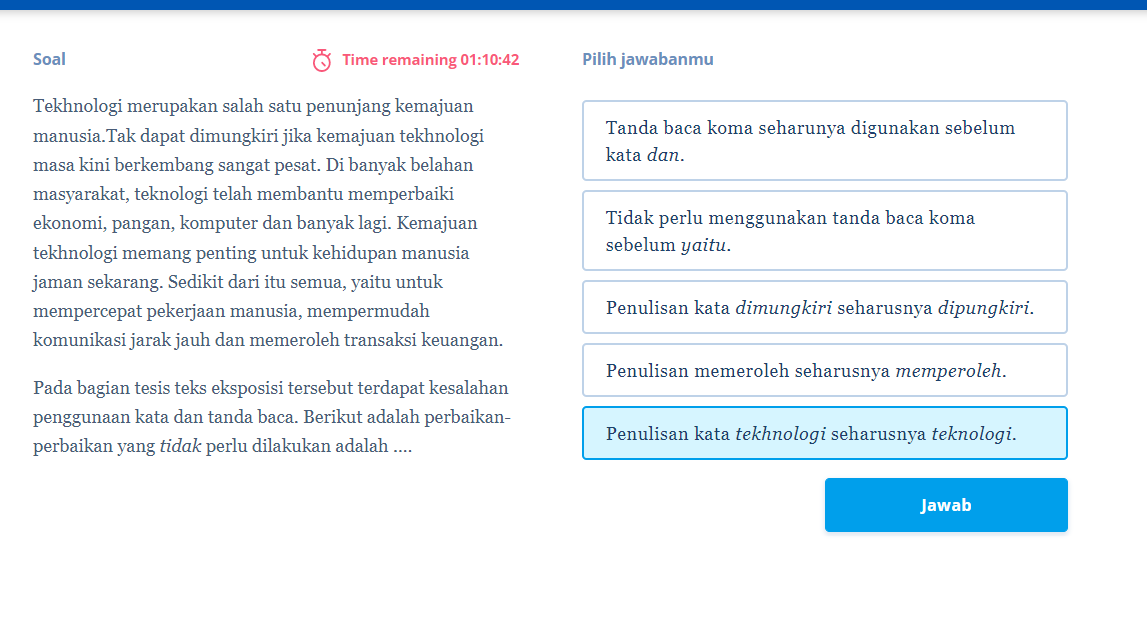 Soal
Time remaining 01:10:42
Tekhnologi merupakan salah satu penunjang kemajuan
manusia.Tak dapat dimungkiri jika kemajuan tekhnologi
masa kini berkembang sangat pesat. Di banyak belahan
masyarakat, teknologi telah membantu memperbaiki
ekonomi, pangan, komputer dan banyak lagi. Kemajuan
tekhnologi memang penting untuk kehidupan manusia
jaman sekarang. Sedikit dari itu semua, yaitu untuk
mempercepat pekerjaan manusia, mempermudah
komunikasi jarak jauh dan memeroleh transaksi keuangan.
Pada bagian tesis teks eksposisi tersebut terdapat kesalahan
penggunaan kata dan tanda baca. Berikut adalah perbaikan-
perbaikan yang tidak perlu dilakukan adalah ....
Pilih jawabanmu
Tanda baca koma seharunya digunakan sebelum
kata dan.
Tidak perlu menggunakan tanda baca koma
sebelum yaitu.
Penulisan kata dimungkiri seharusnya dipungkiri.
Penulisan memeroleh seharusnya memperoleh.
Penulisan kata tekhnologi seharusnya teknologi.
Jawab